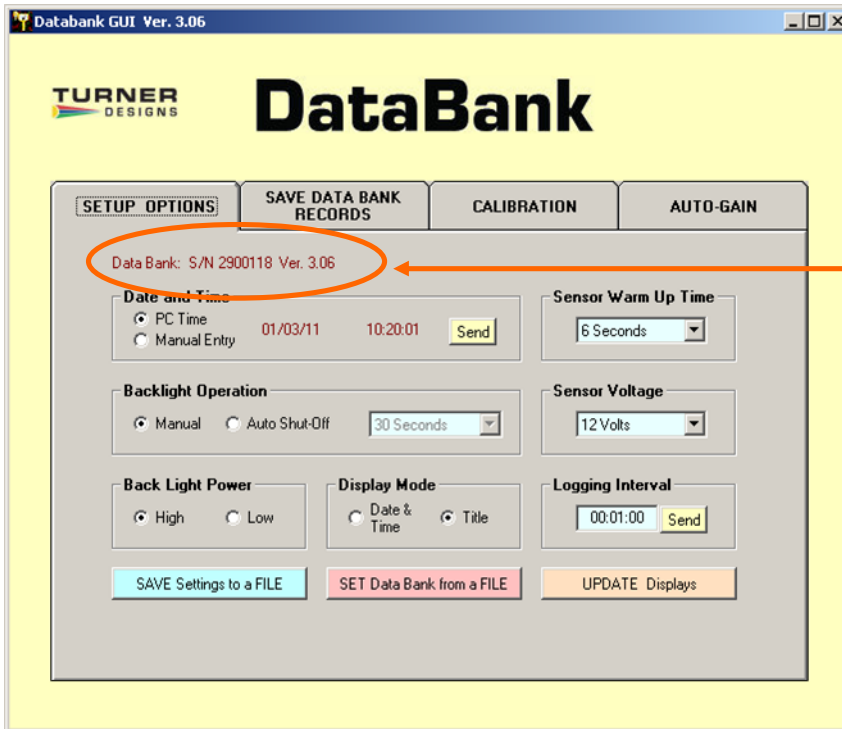 Databank GUI Ver. 3.06
TURNER
DESIGNS
DataBank
SETUP OPTIONS
SAVE DATA BANK
RECORDS
CALIBRATION
AUTO-GAIN
Data Bank: S/N 2900118 Ver. 3.06
Date and Time
PC Time
Manual Entry
01/03/11
10:20:01
Send
Sensor Warm Up Time
6 Seconds
Backlight Operation
Manual
Auto Shut-Off
30 Seconds
Sensor Voltage
12 Volts
Back Light Power
High
Low
Display Mode
Date &
Time
Title
Logging Interval
00:01:00
Send
SAVE Settings to a FILE
SET Data Bank from a FILE
UPDATE Displays